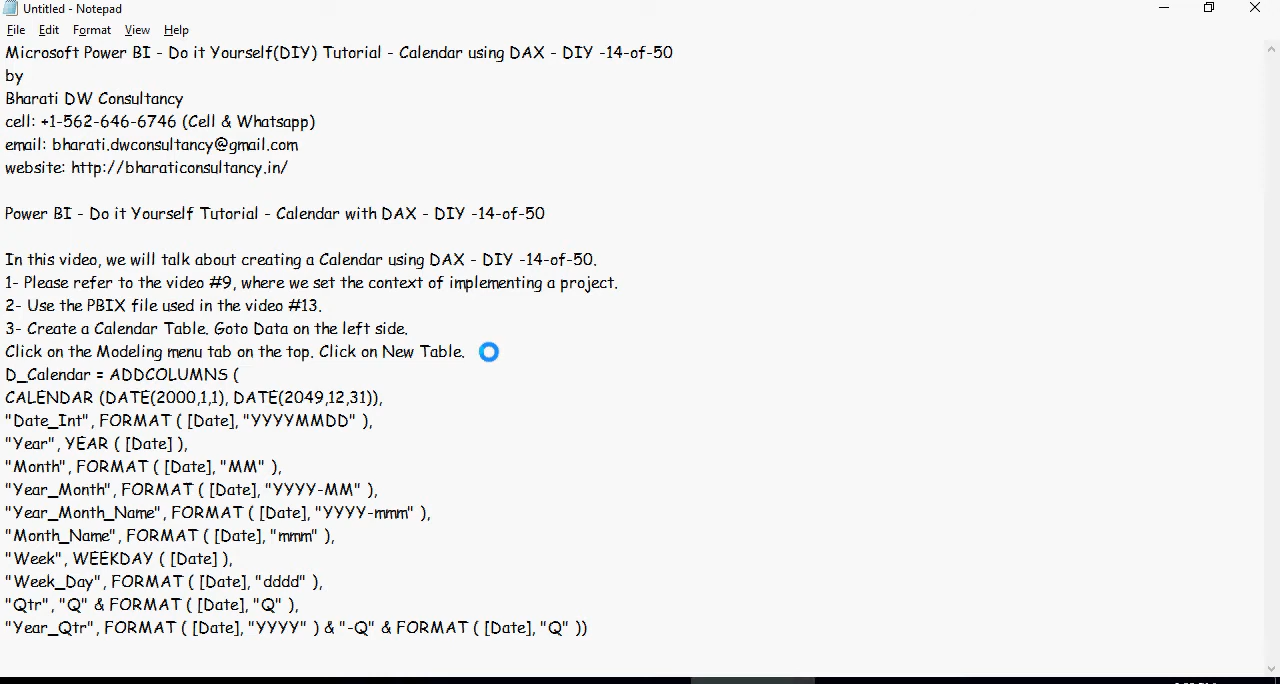 Untitled - Notepad
File Edit Format View Help
Microsoft Power BI - Do it Yourself(DIY) Tutorial - Calendar using DAX - DIY -14-of-50
by
Bharati DW Consultancy
cell: +1-562-646-6746 (Cell & Whatsapp)
email: bharati.dwconsultancy@gmail.com
website: http://bharaticonsultancy.in/
Power BI - Do it Yourself Tutorial - Calendar with DAX - DIY -14-of-50
In this video, we will talk about creating a Calendar using DAX - DIY -14-of-50.
1- Please refer to the video #9, where we set the context of implementing a project.
2- Use the PBIX file used in the video #13.
3- Create a Calendar Table. Goto Data on the left side.
Click on the Modeling menu tab on the top. Click on New Table.
D_Calendar = ADDCOLUMNS (
CALENDAR (DATE(2000,1,1), DATE(2049,12,31)),
"Date_Int", FORMAT ( [Date], "YYYYMMDD" ),
"Year", YEAR ( [Date] ),
"Month", FORMAT ( [Date], "MM" ),
"Year_Month", FORMAT ( [Date], "YYYY-MM" ),
"Year_Month_Name", FORMAT ( [Date], "YYYY-mmm" ),
"Month_Name", FORMAT ( [Date], "mmm" ),
"Week", WEEKDAY ( [Date] ),
"Week_Day", FORMAT ( [Date], "dddd" ),
"Qtr", "Q" & FORMAT ( [Date], "Q" ),
"Year_Qtr", FORMAT ( [Date], "YYYY" ) & "-Q" & FORMAT ( [Date], "Q" ))